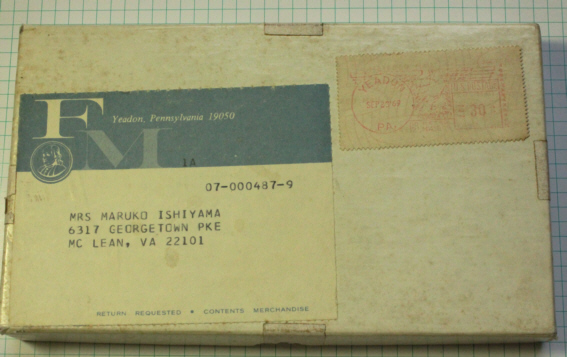 FM
Yeadon, Pennsylvania 19050
YEADON
PA.
1A
07-000487-9
MRS MARUKO ISHIYAMA
6317 GEORGETOWN PKE
MC LEAN, VA 22101
RETURN REQUESTED • CONTENTS MERCHANDISE